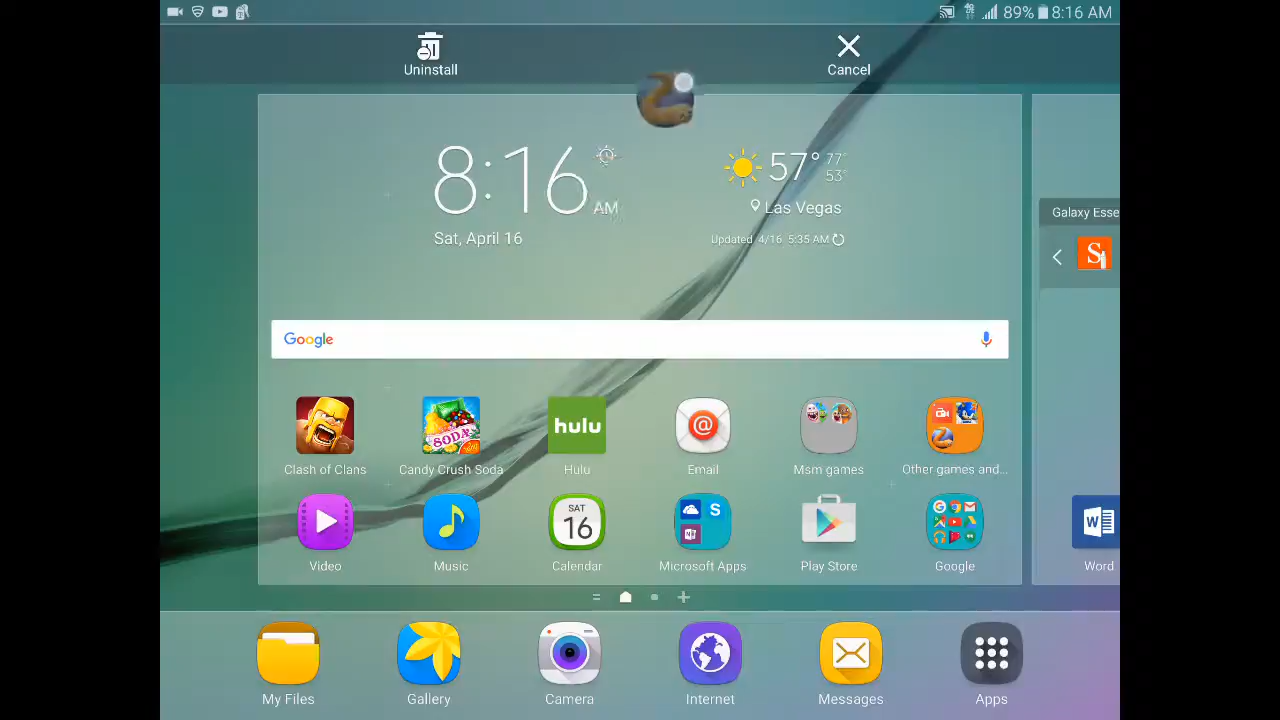 89% 8:16 AM
Uninstall
Cancel
8:16 AM
Sat, April 16
57° 77° 53°
Las Vegas
Updated 4/16 5:35 AM
Galaxy Esse
Google
hulu
SODA
@
Clash of Clans
Candy Crush Soda
Hulu
Email
Msm games
Other games and...
SAT
16
S
W
Video
Music
Calendar
Microsoft Apps
Play Store
Google
Word
My Files
Gallery
Camera
Internet
Messages
Apps